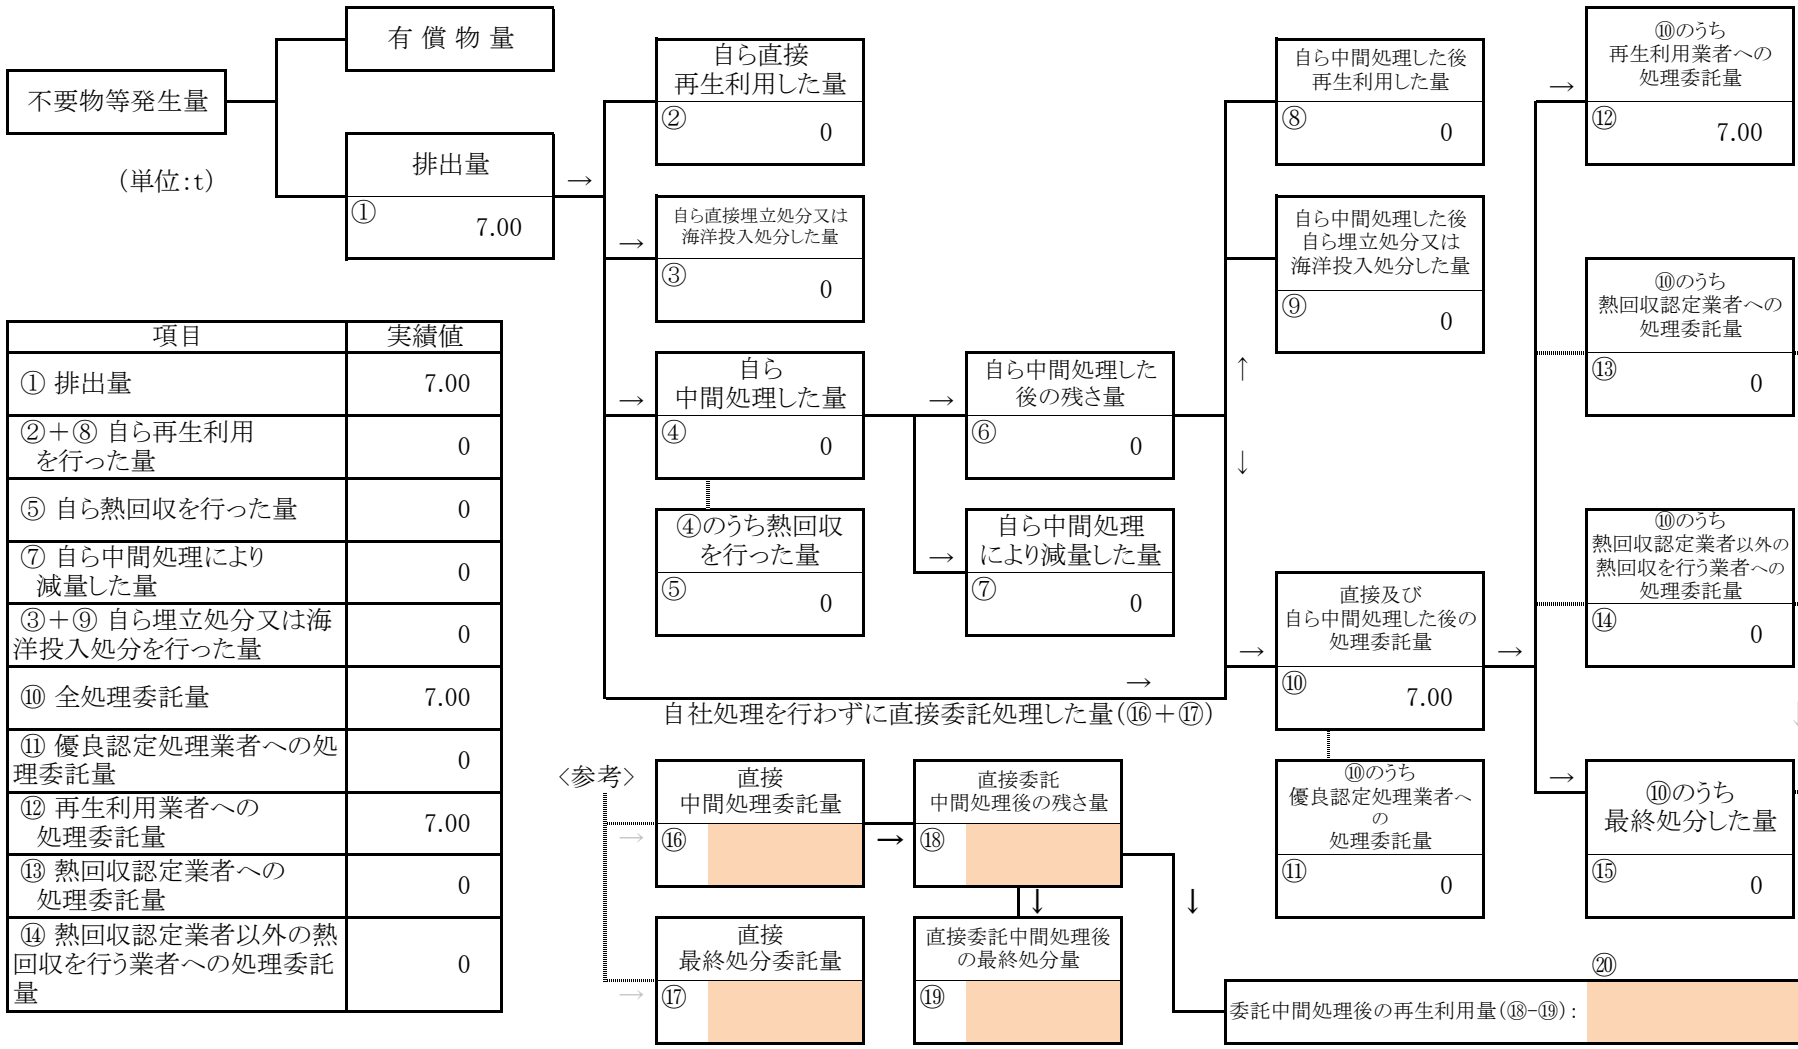 有償物量
不要物等発生量
(単位:t)
排出量
① 7.00
→
自ら直接
再生利用した量
② 0
→
自ら直接埋立処分又は
海洋投入処分した量
③ 0
→
自ら
中間処理した量
④ 0
④のうち熱回収
を行った量
⑤ 0
→
自ら中間処理した
後の残さ量
⑥ 0
→
自ら中間処理
により減量した量
⑦ 0
自ら中間処理した後
再生利用した量
⑧ 0
自ら中間処理した後
自ら埋立処分又は
海洋投入処分した量
⑨ 0
↑
↓
→
自社処理を行わずに直接委託処理した量(⑯+⑰)
→
直接及び
自ら中間処理した後の
処理委託量
⑩ 7.00
→
⑩のうち
優良認定処理業者へ
の
処理委託量
⑪ 0
→
⑩のうち
再生利用業者への
処理委託量
⑫ 7.00
⑩のうち
熱回収認定業者への
処理委託量
⑬ 0
⑩のうち
熱回収認定業者以外の
熱回収を行う業者への
処理委託量
⑭ 0
→
⑩のうち
最終処分した量
⑮ 0
項目 実績値
① 排出量 7.00
②+⑧ 自ら再生利用
を行った量 0
⑤ 自ら熱回収を行った量 0
⑦ 自ら中間処理により
減量した量 0
③+⑨ 自ら埋立処分又は海
洋投入処分を行った量 0
⑩ 全処理委託量 7.00
⑪ 優良認定処理業者への処
理委託量 0
⑫ 再生利用業者への
処理委託量 7.00
⑬ 熱回収認定業者への
処理委託量 0
⑭ 熱回収認定業者以外の熱
回収を行う業者への処理委託
量 0
<参考>
→
直接
中間処理委託量
⑯
→
直接委託
中間処理後の残さ量
⑱
↓
↓
→
直接
最終処分委託量
⑰
直接委託中間処理後
の最終処分量
⑲
⑳
委託中間処理後の再生利用量(⑱-⑲):